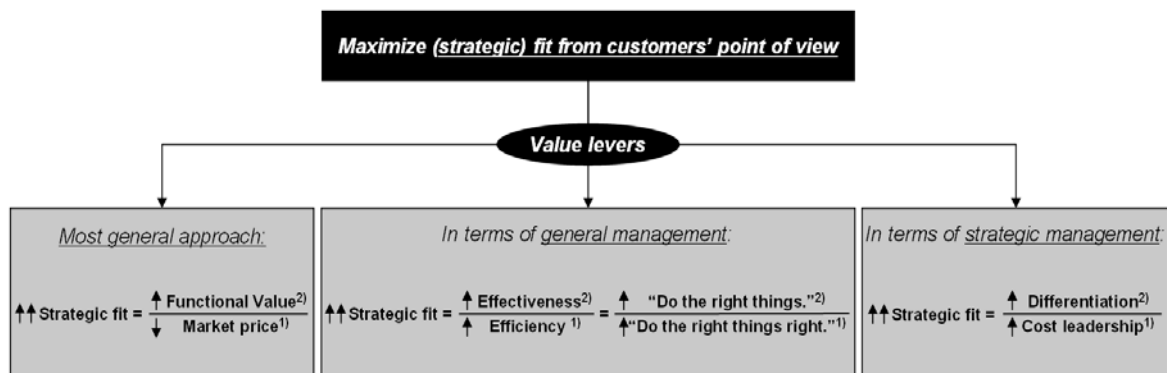 Maximize (strategic) fit from customers' point of view
Value levers
Most general approach:
↑↑ Strategic fit = ↑ Functional Value2)
↓ Market price1)
In terms of general management:
↑↑ Strategic fit = ↑ Effectiveness2) = ↑ "Do the right things."2)
↑ Efficiency 1) ↑ "Do the right things right."1)
In terms of strategic management:
↑↑ Strategic fit = ↑ Differentiation2)
↑ Cost leadership1)